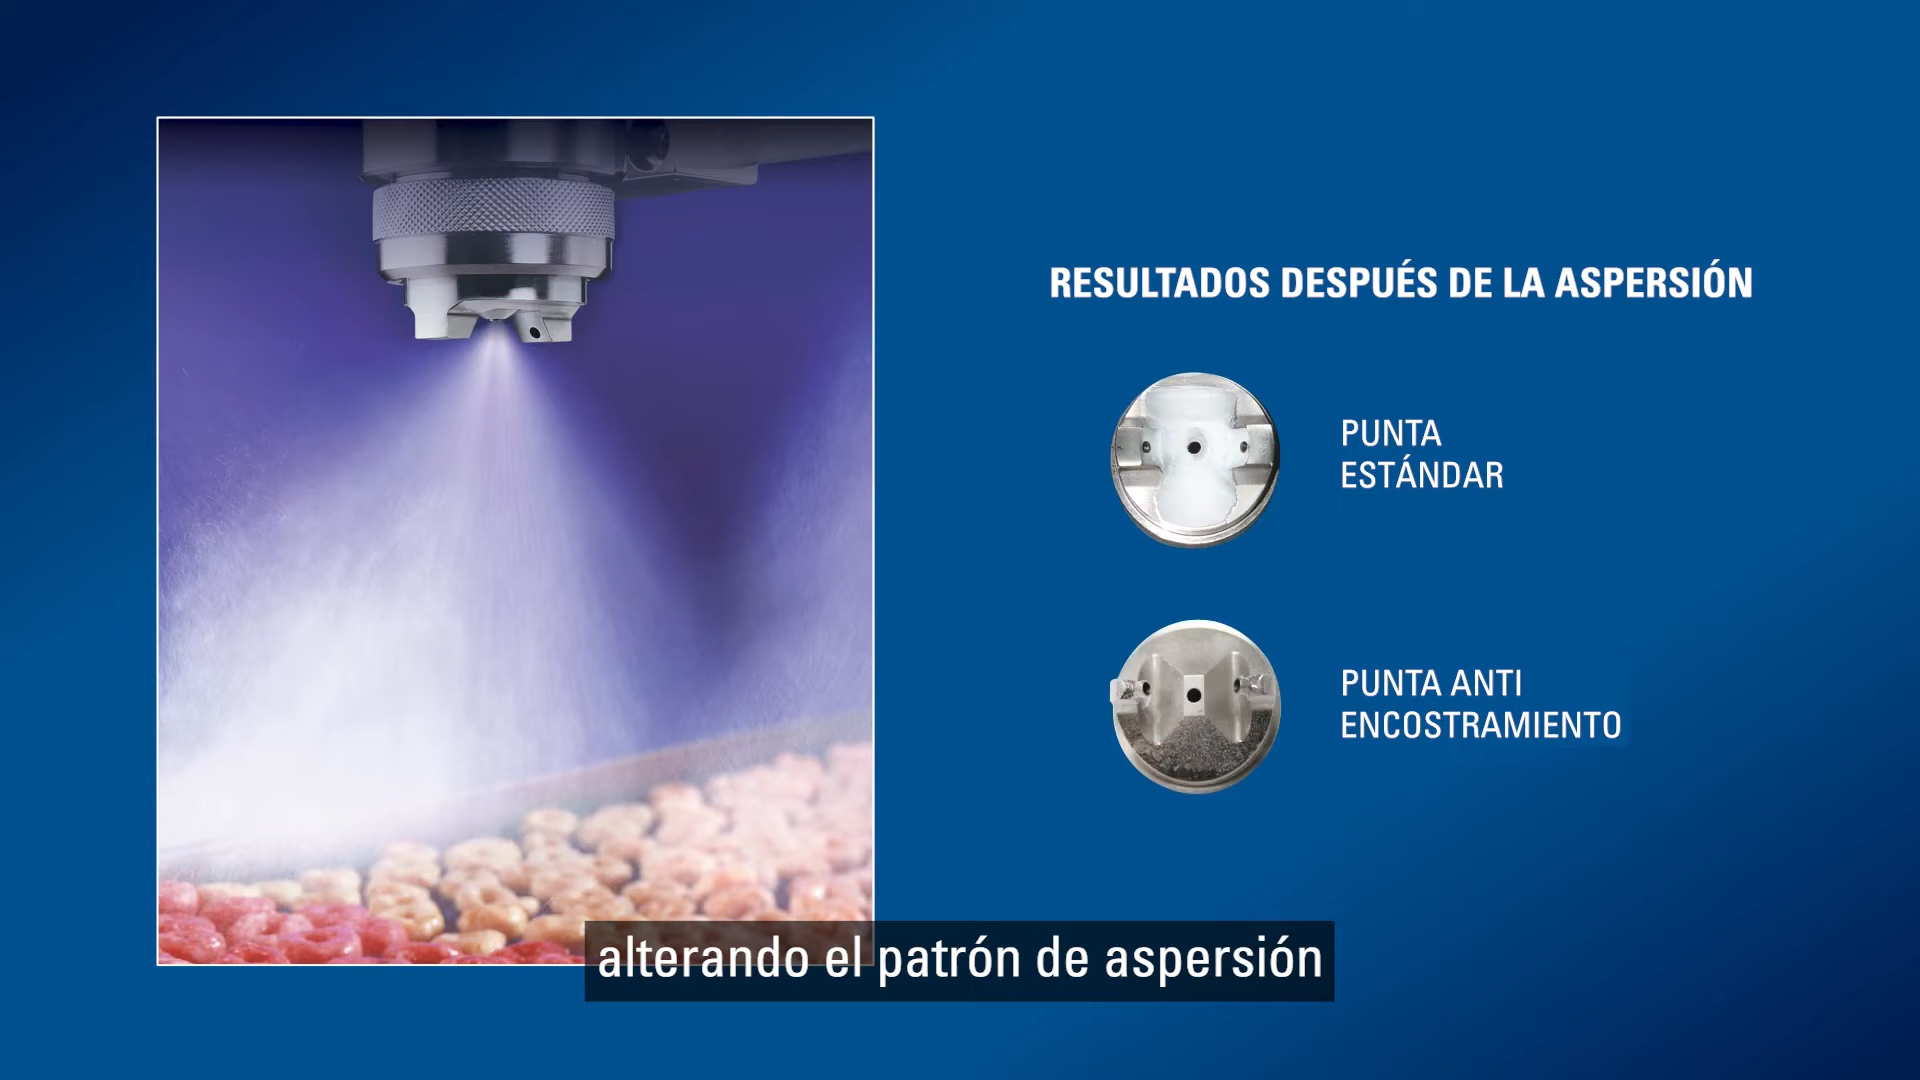 RESULTADOS DESPUÉS DE LA ASPERSIÓN
PUNTA
ESTÁNDAR
PUNTA ANTI
ENCOSTRAMIENTO
alterando el patrón de aspersión